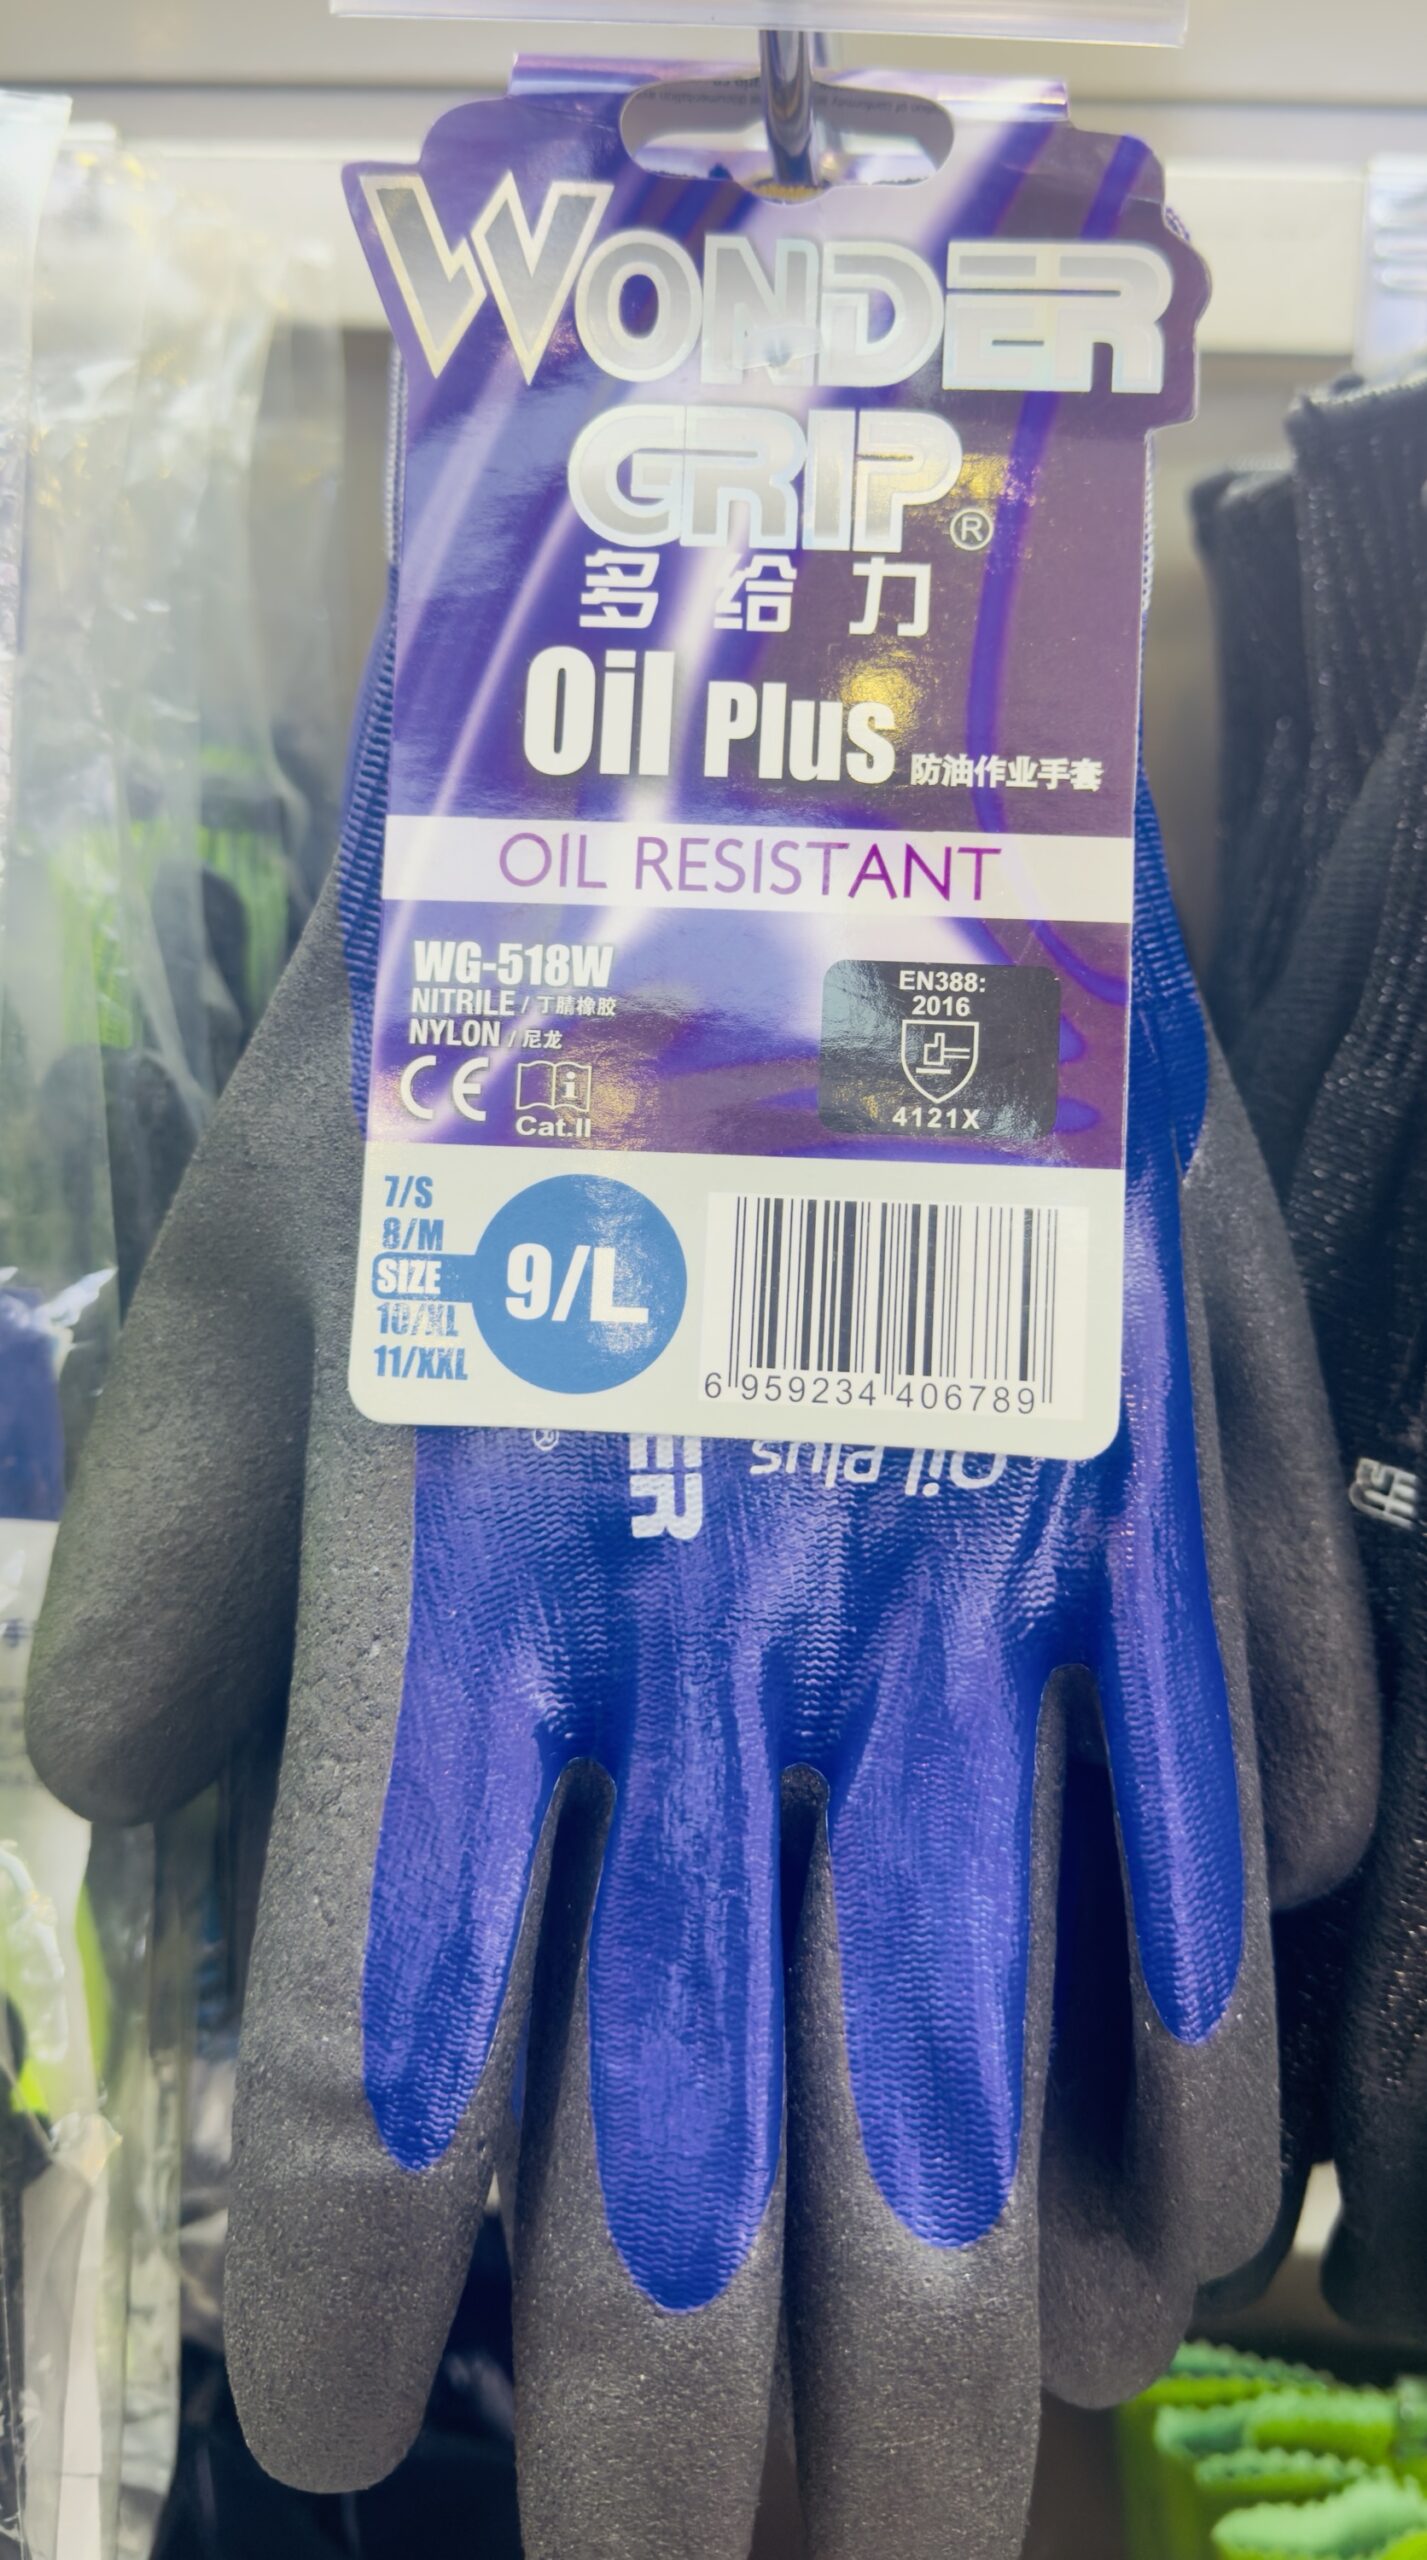 WONDER
GRIP®
多给力
Oil Plus 防油作业手套
OIL RESISTANT
WG-518W
NITRILE / 丁腈橡胶
NYLON / 尼龙
CE
Cat.II
EN388:
2016
4121X
7/S
8/M
SIZE 9/L
10/XL
11/XXL
6 959234 406789
®
ER
Oil Plus